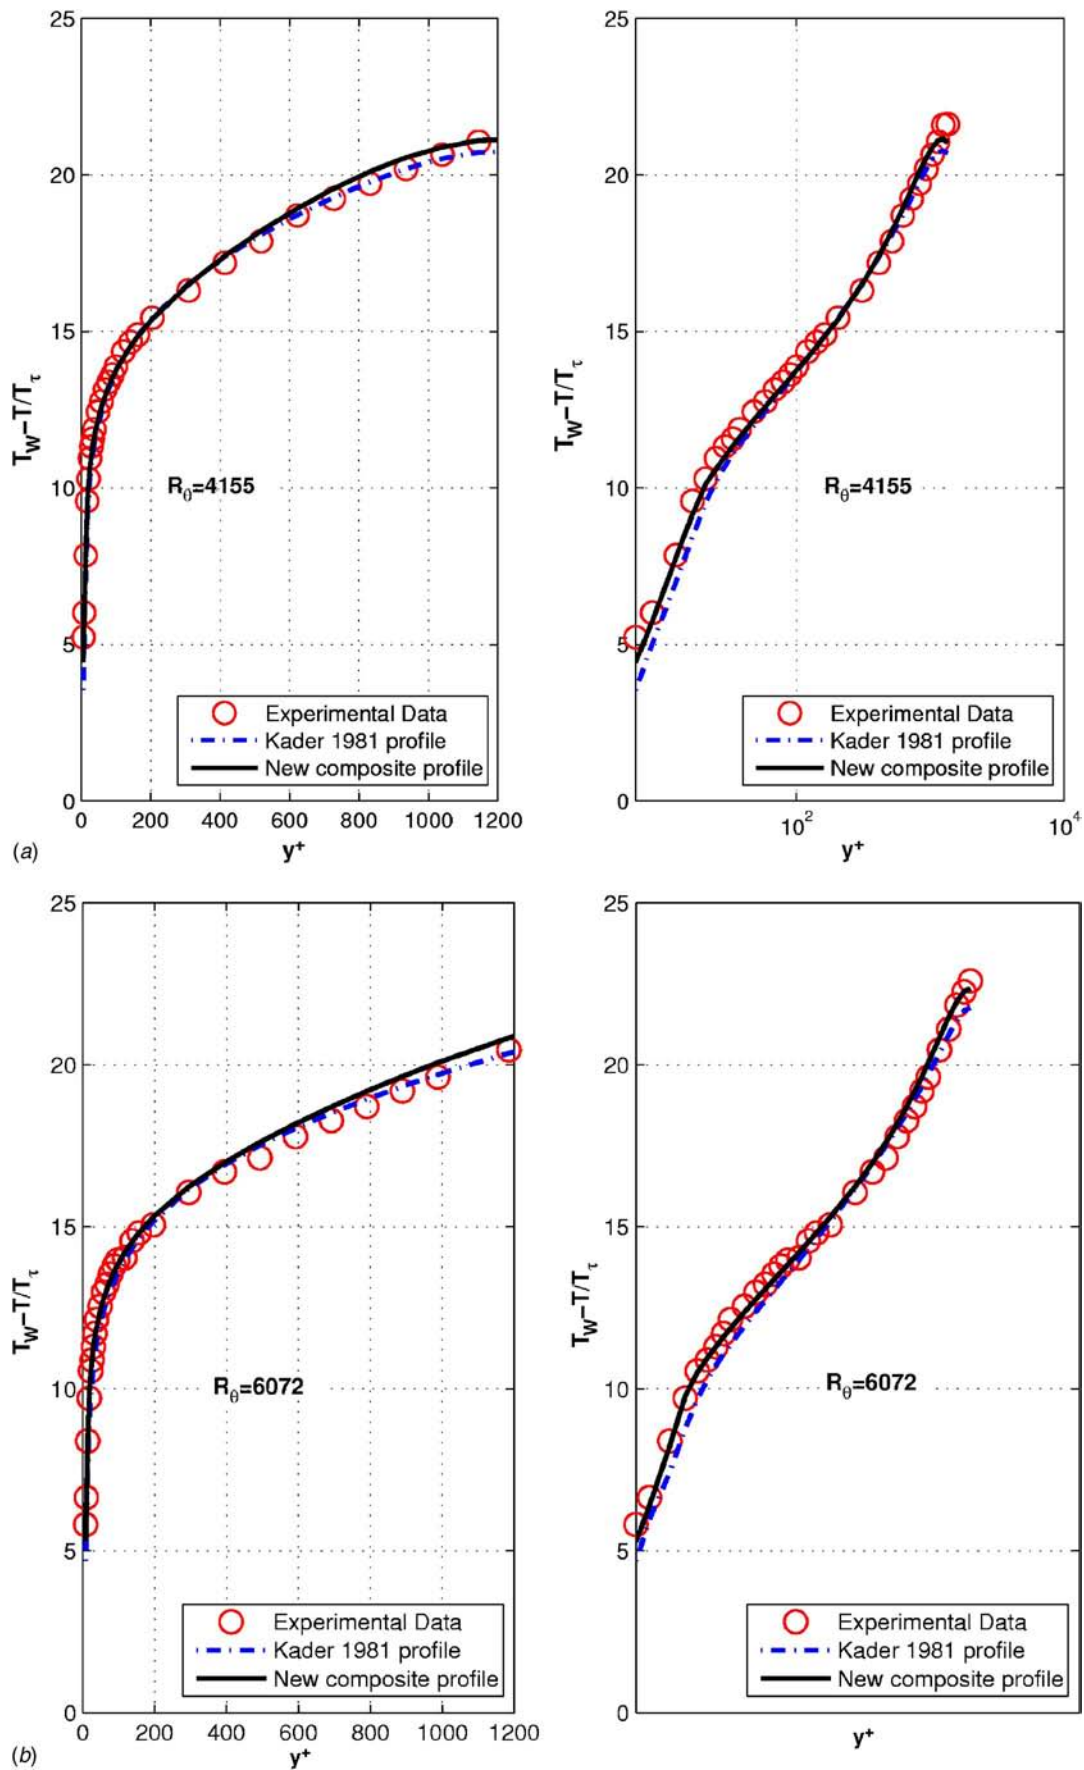 25
20
15
10
5
0
T_W−T/T_τ
R_θ=4155
Experimental Data
Kader 1981 profile
New composite profile
0 200 400 600 800 1000 1200
y⁺
25
20
15
10
5
0
T_W−T/T_τ
R_θ=4155
Experimental Data
Kader 1981 profile
New composite profile
10² 10⁴
y⁺
(a)
25
20
15
10
5
0
T_W−T/T_τ
R_θ=6072
Experimental Data
Kader 1981 profile
New composite profile
0 200 400 600 800 1000 1200
y⁺
25
20
15
10
5
0
T_W−T/T_τ
R_θ=6072
Experimental Data
Kader 1981 profile
New composite profile
y⁺
(b)